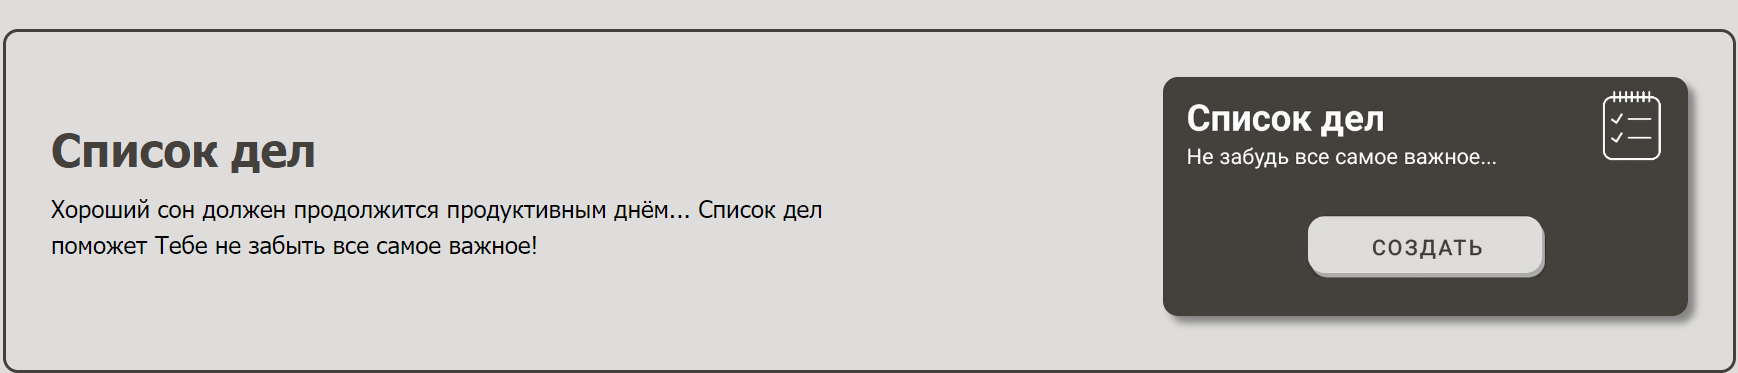 Список дел
Хороший сон должен продолжится продуктивным днём... Список дел
поможет Тебе не забыть все самое важное!
Список дел
Не забудь все самое важное...
СОЗДАТЬ